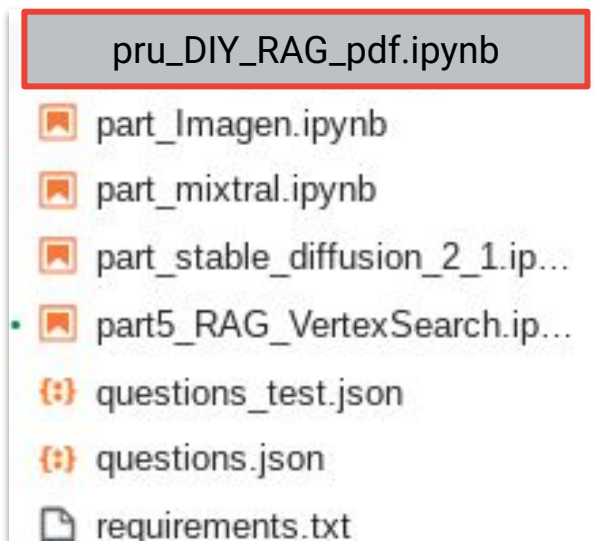 pru_DIY_RAG_pdf.ipynb
part_Imagen.ipynb
part_mixtral.ipynb
part_stable_diffusion_2_1.ip...
part5_RAG_VertexSearch.ip...
questions_test.json
questions.json
requirements.txt